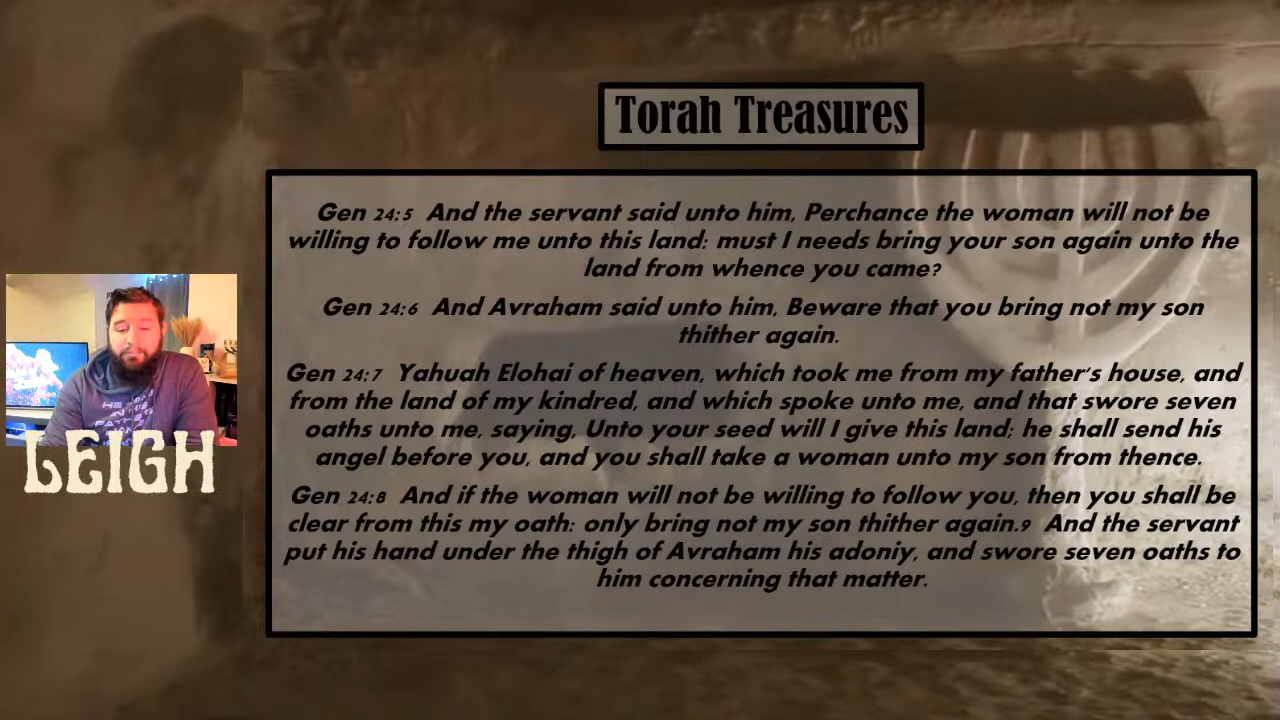 Torah Treasures
Gen 24:5 And the servant said unto him, Perchance the woman will not be
willing to follow me unto this land: must I needs bring your son again unto the
land from whence you came?
Gen 24:6 And Avraham said unto him, Beware that you bring not my son
thither again.
Gen 24:7 Yahuah Elohai of heaven, which took me from my father's house, and
from the land of my kindred, and which spoke unto me, and that swore seven
oaths unto me, saying, Unto your seed will I give this land; he shall send his
angel before you, and you shall take a woman unto my son from thence.
Gen 24:8 And if the woman will not be willing to follow you, then you shall be
clear from this my oath: only bring not my son thither again.9 And the servant
put his hand under the thigh of Avraham his adoniy, and swore seven oaths to
him concerning that matter.
LEIGH